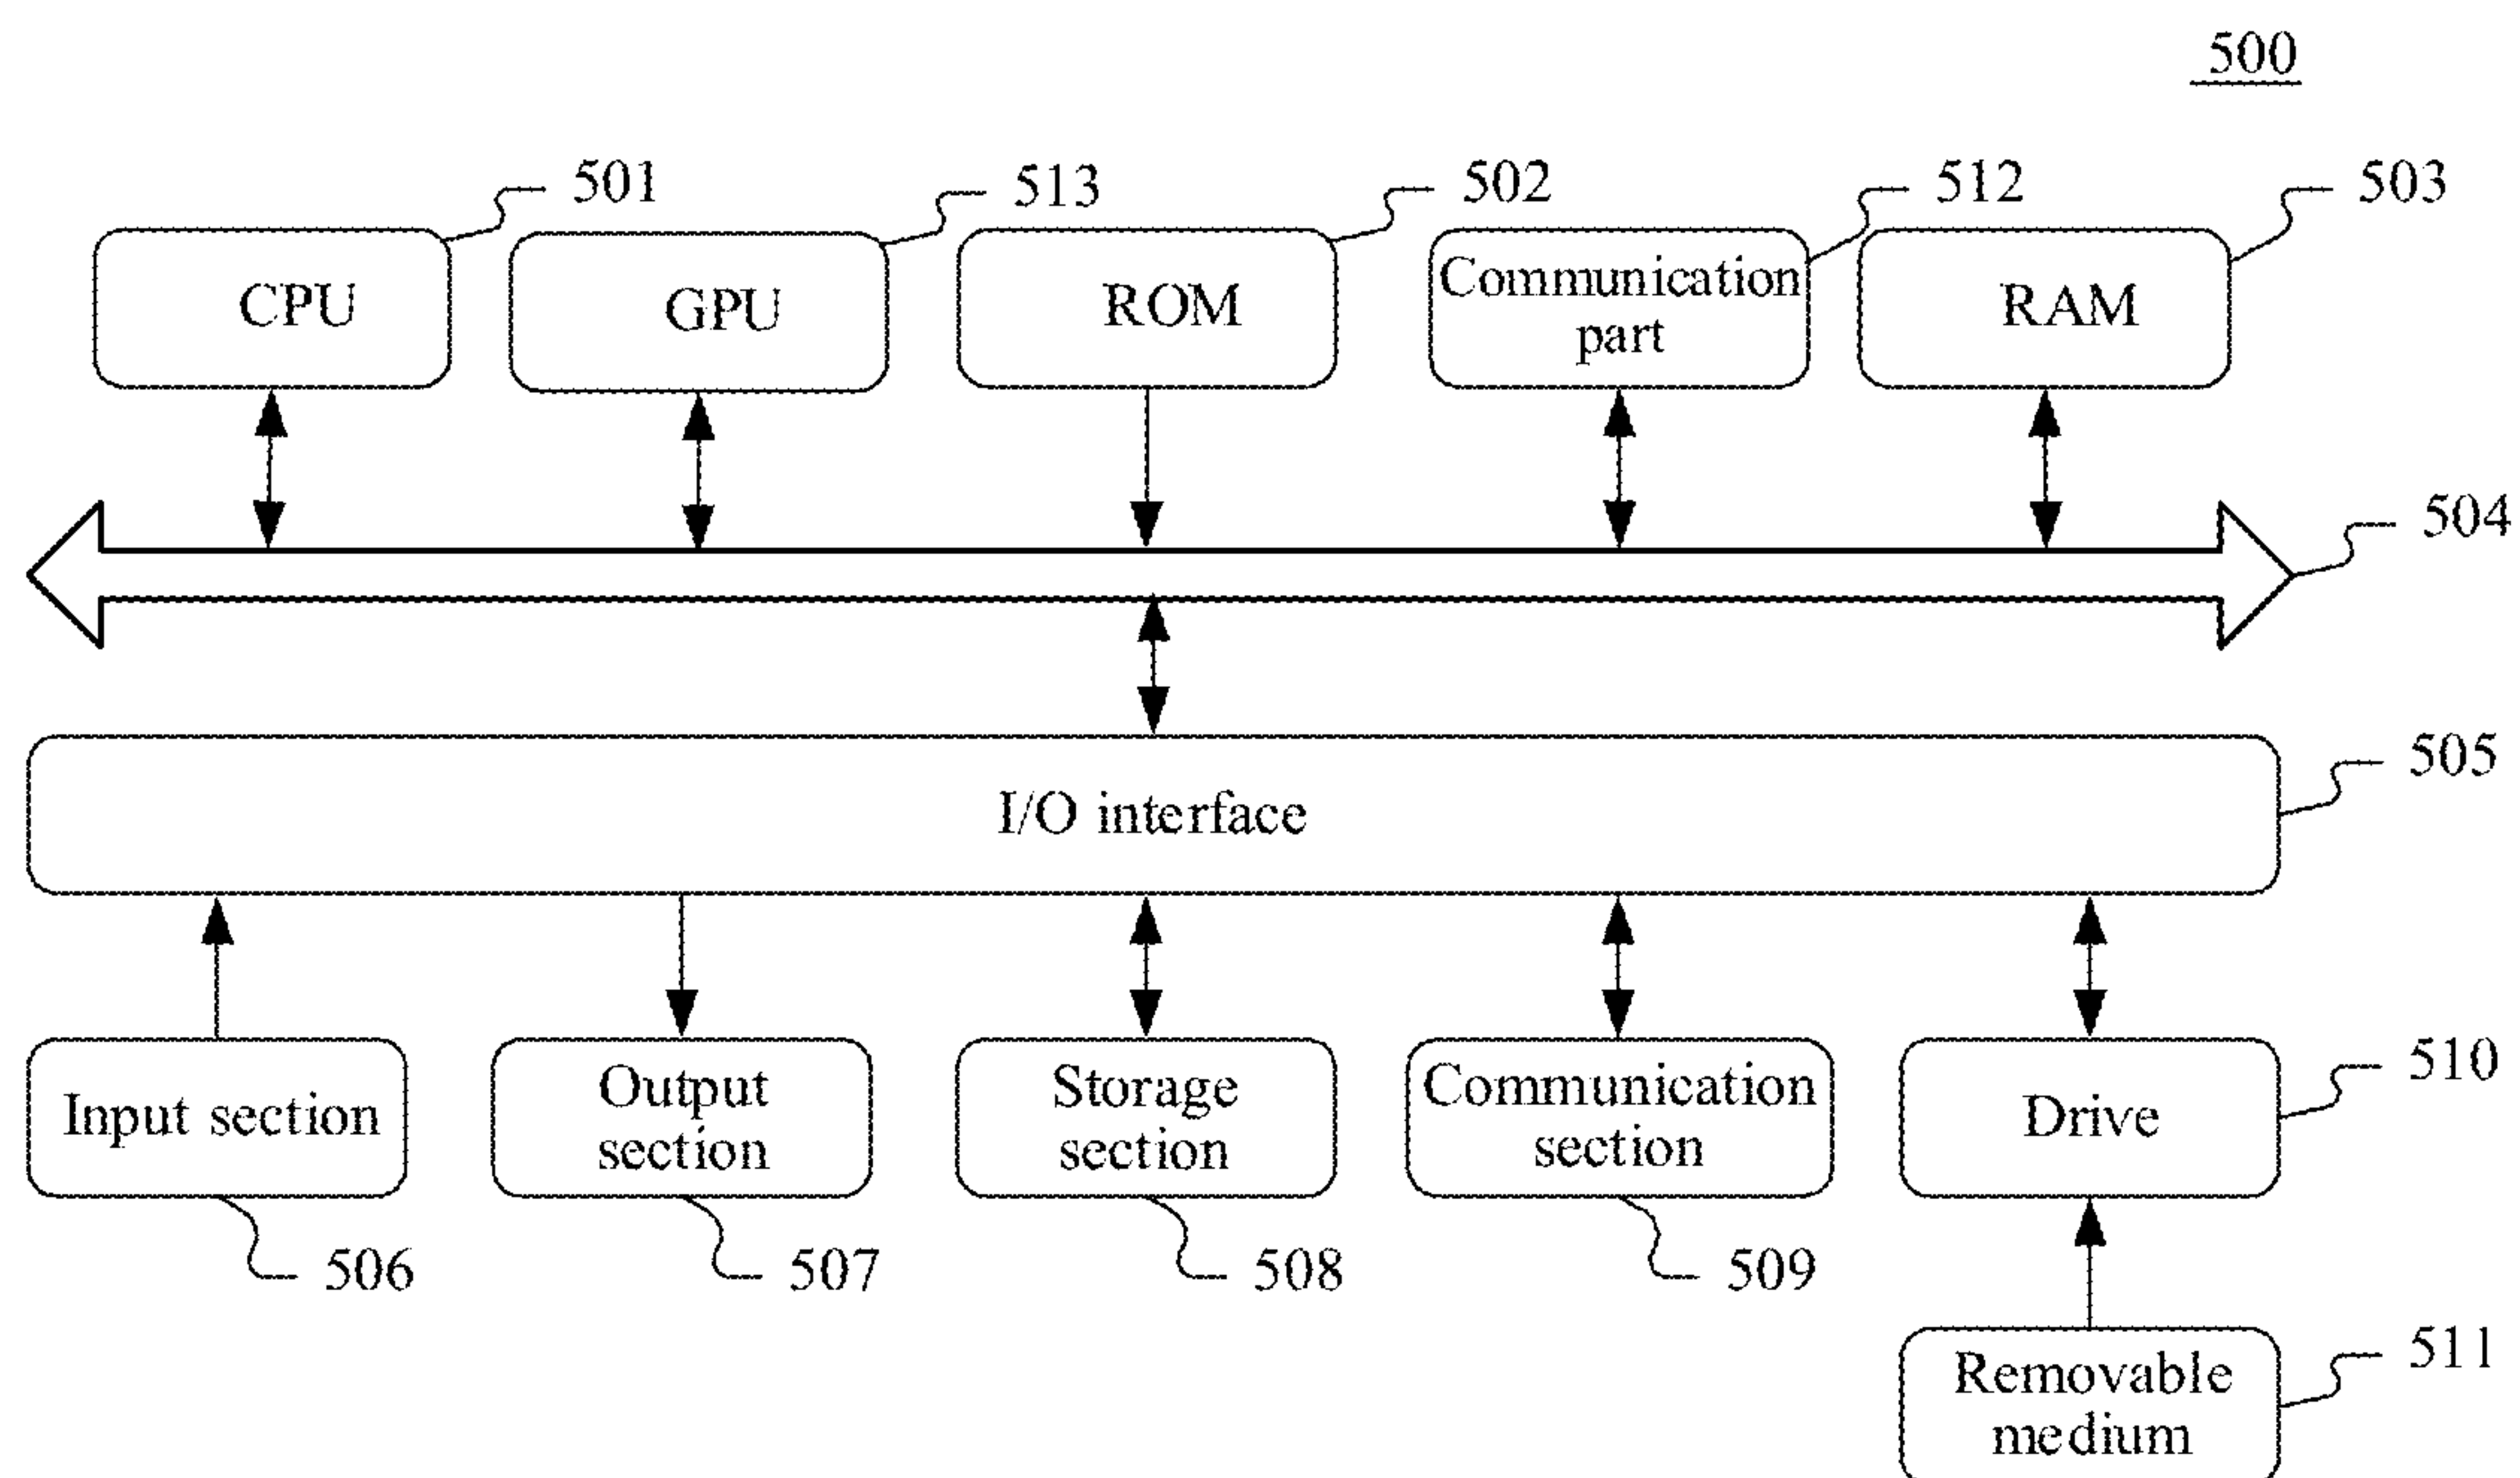 500
501
513
502
512
503
CPU
GPU
ROM
Communication
part
RAM
504
505
I/O interface
510
Input section
Output
section
Storage
section
Communication
section
Drive
506
507
508
509
511
Removable
medium